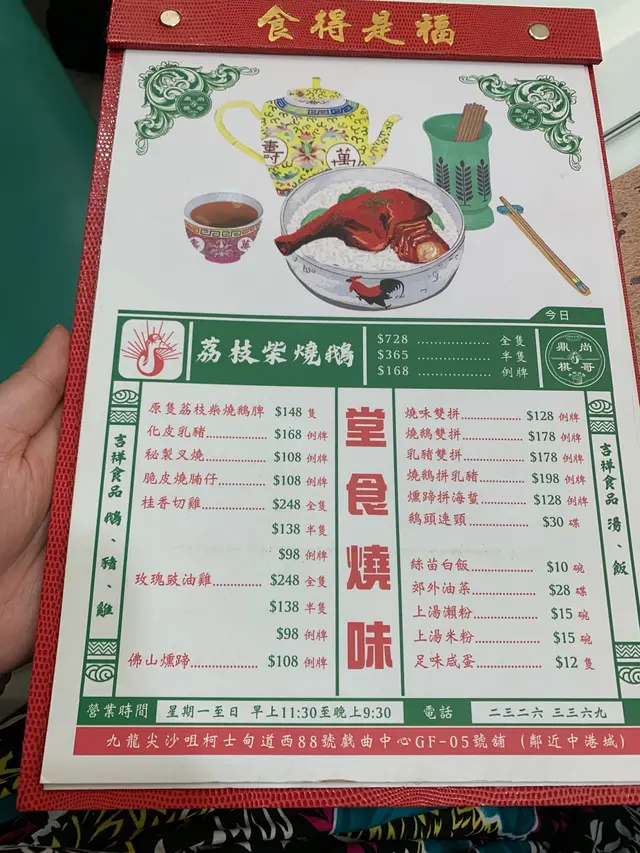 食得是福
壽
萬
萬
今日
荔枝柴燒鵝
$728 .................. 全隻
$365 .................. 半隻
$168 .................. 例牌
鼎尚
棋哥
吉祥食品 鵝、豬、雞
原隻荔枝柴燒鵝髀 $148 隻
化皮乳豬.................. $168 例牌
秘製叉燒.................. $108 例牌
脆皮燒腩仔............. $108 例牌
桂香切雞.................. $248 全隻
$138 半隻
$98 例牌
玫瑰豉油雞............. $248 全隻
$138 半隻
$98 例牌
佛山燻蹄.................. $108 例牌
堂食燒味
燒味雙拼.................. $128 例牌
燒鵝雙拼.................. $178 例牌
乳豬雙拼.................. $178 例牌
燒鵝拼乳豬............. $198 例牌
燻蹄拼海蜇............. $128 例牌
鵝頭連頸.................. $30 碟
絲苗白飯.................. $10 碗
郊外油菜.................. $28 碟
上湯瀨粉.................. $15 碗
上湯米粉.................. $15 碗
足味咸蛋.................. $12 隻
吉祥食品 湯、飯
營業時間 星期一至日 早上11:30至晚上9:30 電話 二三二六 三三六九
九龍尖沙咀柯士甸道西88號戲曲中心GF-05號舖 (鄰近中港城)